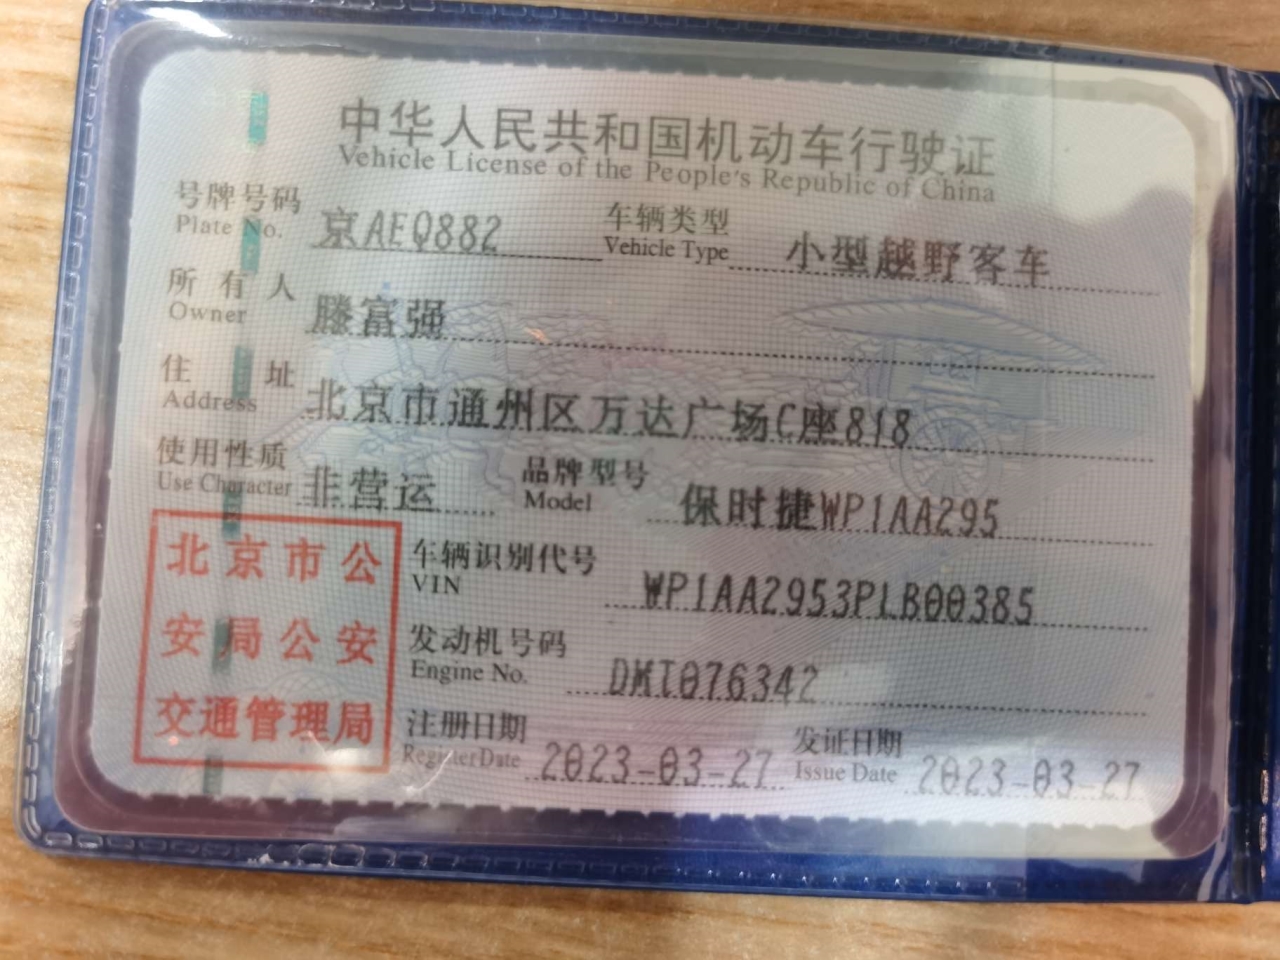 中华人民共和国机动车行驶证
Vehicle License of the People's Republic of China
号牌号码 京AEQ882 车辆类型 小型越野客车
Plate No. Vehicle Type
所有人 滕富强
Owner
住址 北京市通州区万达广场C座818
Address
使用性质 非营运 品牌型号 保时捷WP1AA295
Use Character Model
北京市公
安局公安
交通管理局
车辆识别代号 WP1AA2953PLB00385
VIN
发动机号码 DMT076342
Engine No.
注册日期 2023-03-27 发证日期 2023-03-27
Register Date Issue Date